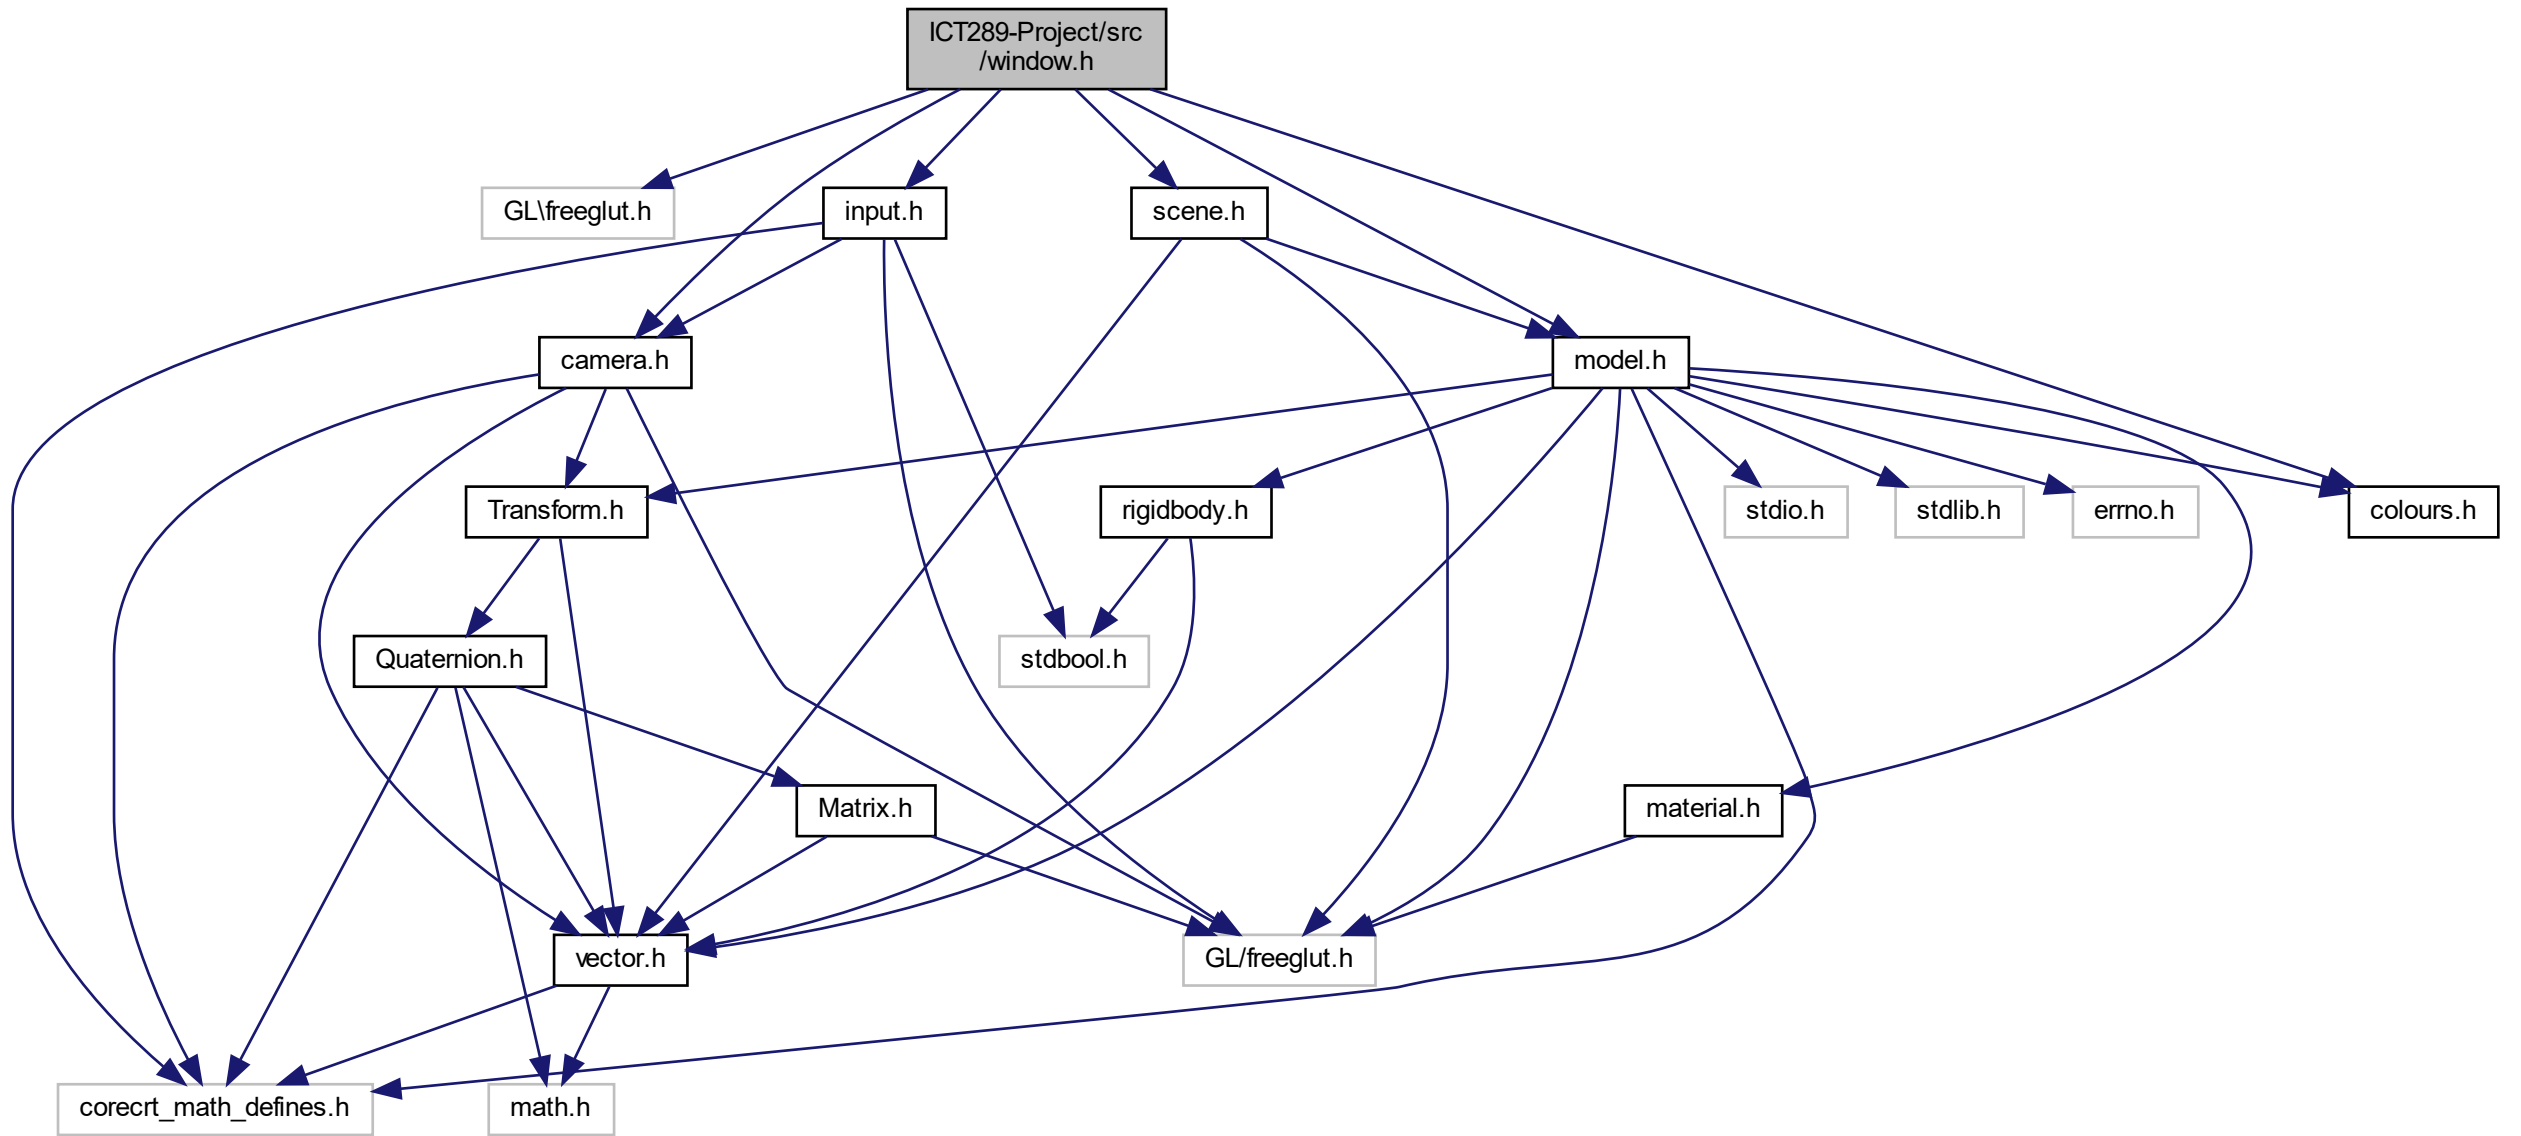 ICT289-Project/src
/window.h
GL\freeglut.h
input.h
scene.h
camera.h
model.h
Transform.h
rigidbody.h
stdio.h
stdlib.h
errno.h
colours.h
Quaternion.h
stdbool.h
Matrix.h
material.h
vector.h
GL/freeglut.h
corecrt_math_defines.h
math.h